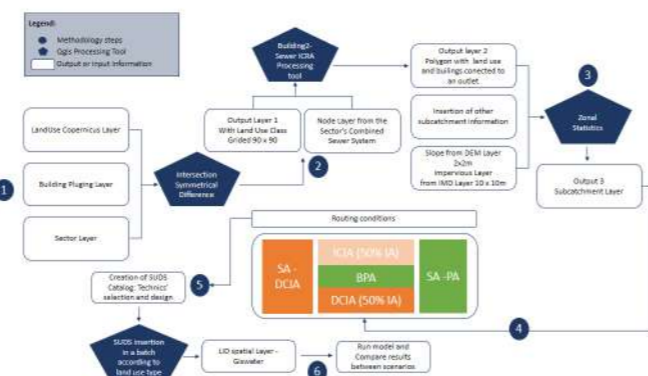 Legend:
Methodology steps
Qgis Processing Tool
Output or Input Information
1
LandUse Copernicus Layer
Building Pluging Layer
Sector Layer
Intersection
Symmetrical
Difference
Output Layer 1
With Land Use Class
Grided 90 x 90
Node Layer from the
Sector's Combined
Sewer System
2
Building2-
Sewer ICRA
Processing
tool
Output layer 2
Polygon with land use
and builings conected to
an outlet.
Insertion of other
subcatchment information
Slope from DEM Layer
2x2m
Impervious Layer
from IMD Layer 10 x 10m
3
Zonal
Statistics
Output 3
Subcatchment Layer
4
Routing conditions
SA -
DCIA
ICIA (50% IA)
BPA
DCIA (50% IA)
SA -PA
5
Creation of SUDS
Catalog: Technics'
selection and design
SUDS insertion
in a batch
according to
land use type
LID spatial Layer -
Giswater
6
Run model and
Compare results
between scenarios